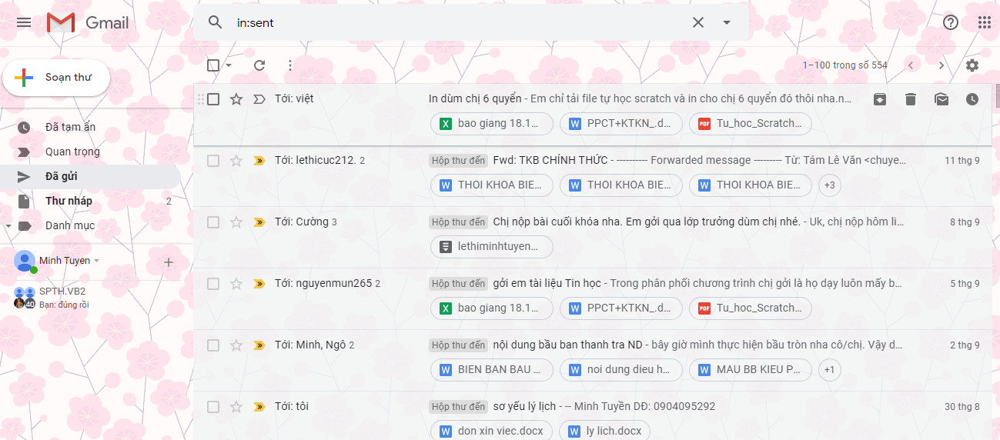 Gmail
in:sent
Soạn thư
1–100 trong số 554
Đã tạm ẩn
Quan trọng
Đã gửi
Thư nháp 2
Danh mục
Minh Tuyen
SPTH.VB2
Bạn: đúng rồi
40
Tới: việt In dùm chị 6 quyển - Em chỉ tải file tự học scratch và in cho chị 6 quyển đó thôi nha.n…
bao giang 18.1… PPCT+KTKN_.d… Tu_hoc_Scratch…
Tới: lethicuc212. 2 Hộp thư đến Fwd: TKB CHÍNH THỨC - ---------- Forwarded message --------- Từ: Tám Lê Văn <chuye… 11 thg 9
THOI KHOA BIE… THOI KHOA BIE… THOI KHOA BIE… +3
Tới: Cường 3 Hộp thư đến Chị nộp bài cuối khóa nha. Em gởi qua lớp trưởng dùm chị nhé. - Uk, chị nộp hôm li… 8 thg 9
lethiminhtuyen…
Tới: nguyenmun265 2 Hộp thư đến gởi em tài liệu Tin học - Trong phân phối chương trình chị gởi là họ dạy luôn mấy b… 5 thg 9
bao giang 18.1… PPCT+KTKN_.d… Tu_hoc_Scratch…
Tới: Minh, Ngô 2 Hộp thư đến nội dung bầu ban thanh tra ND - bây giờ mình thực hiện bầu tròn nha cô/chị. Vậy d… 2 thg 9
BIEN BAN BAU … noi dung dieu h… MAU BB KIEU P… +1
Tới: tôi Hộp thư đến sơ yếu lý lịch - -- Minh Tuyền DĐ: 0904095292 30 thg 8
don xin viec.docx ly lich.docx